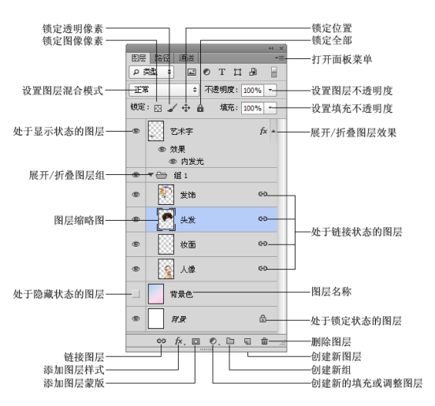 锁定透明像素
锁定图像像素
锁定位置
锁定全部
图层 路径 通道
打开面板菜单
类型
正常
不透明度: 100%
设置图层混合模式
设置图层不透明度
锁定:
填充: 100%
设置填充不透明度
处于显示状态的图层
艺术字
fx
展开/折叠图层效果
效果
内发光
展开/折叠图层组
组 1
发饰
图层缩略图
头发
处于链接状态的图层
妆面
人像
处于隐藏状态的图层
背景色
图层名称
背景
处于锁定状态的图层
fx.
删除图层
链接图层
创建新图层
添加图层样式
创建新组
添加图层蒙版
创建新的填充或调整图层